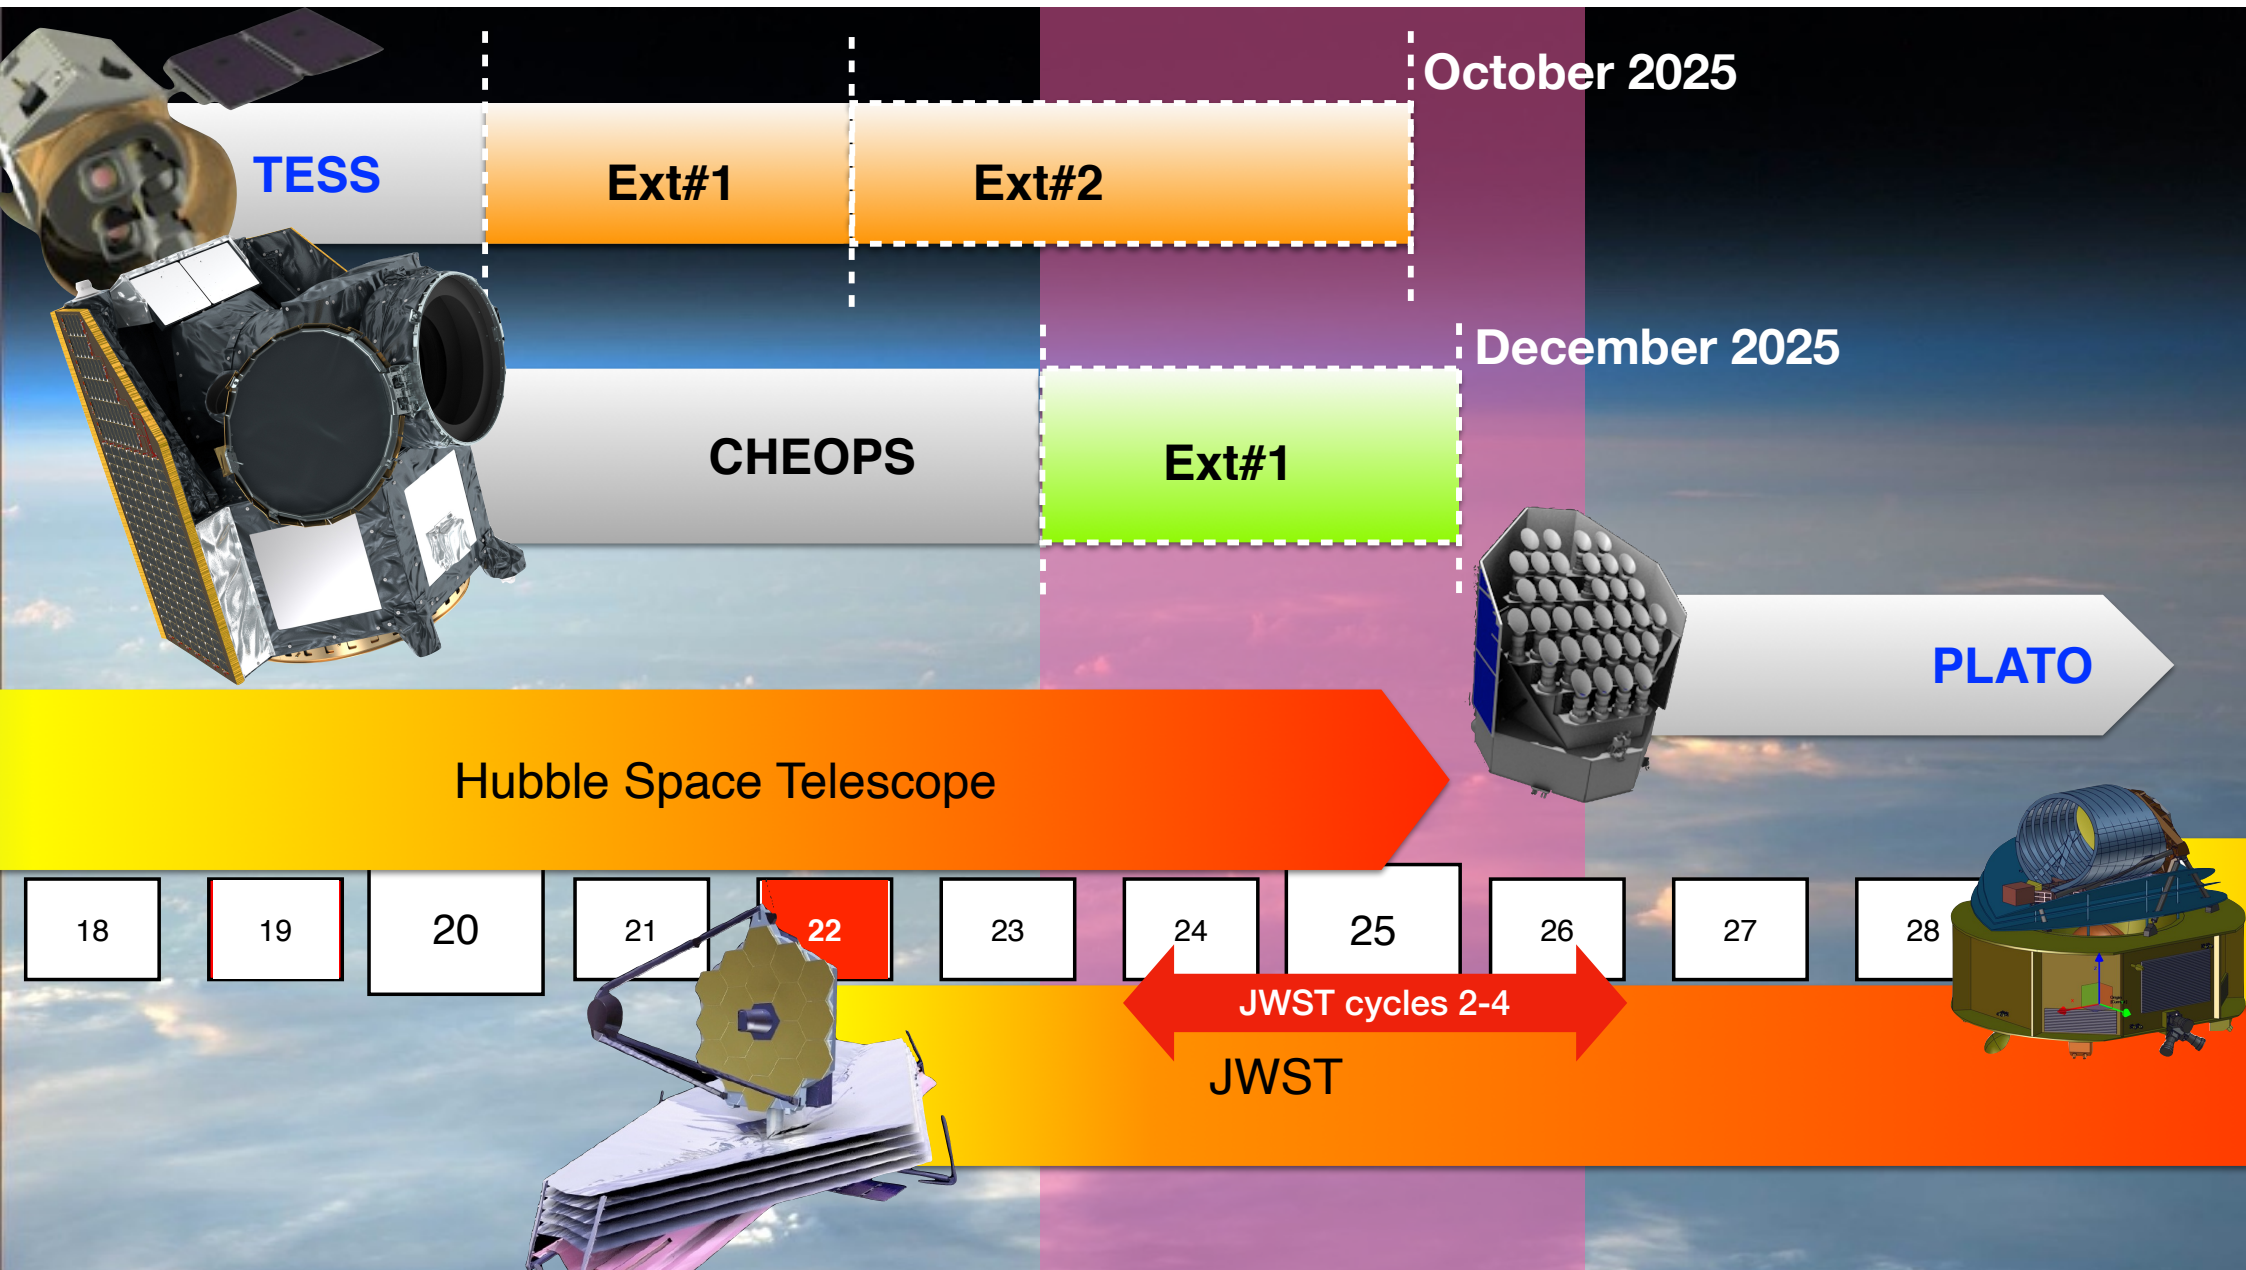 October 2025
TESS
Ext#1
Ext#2
December 2025
CHEOPS
Ext#1
PLATO
Hubble Space Telescope
18
19
20
21
22
23
24
25
26
27
28
JWST cycles 2-4
JWST